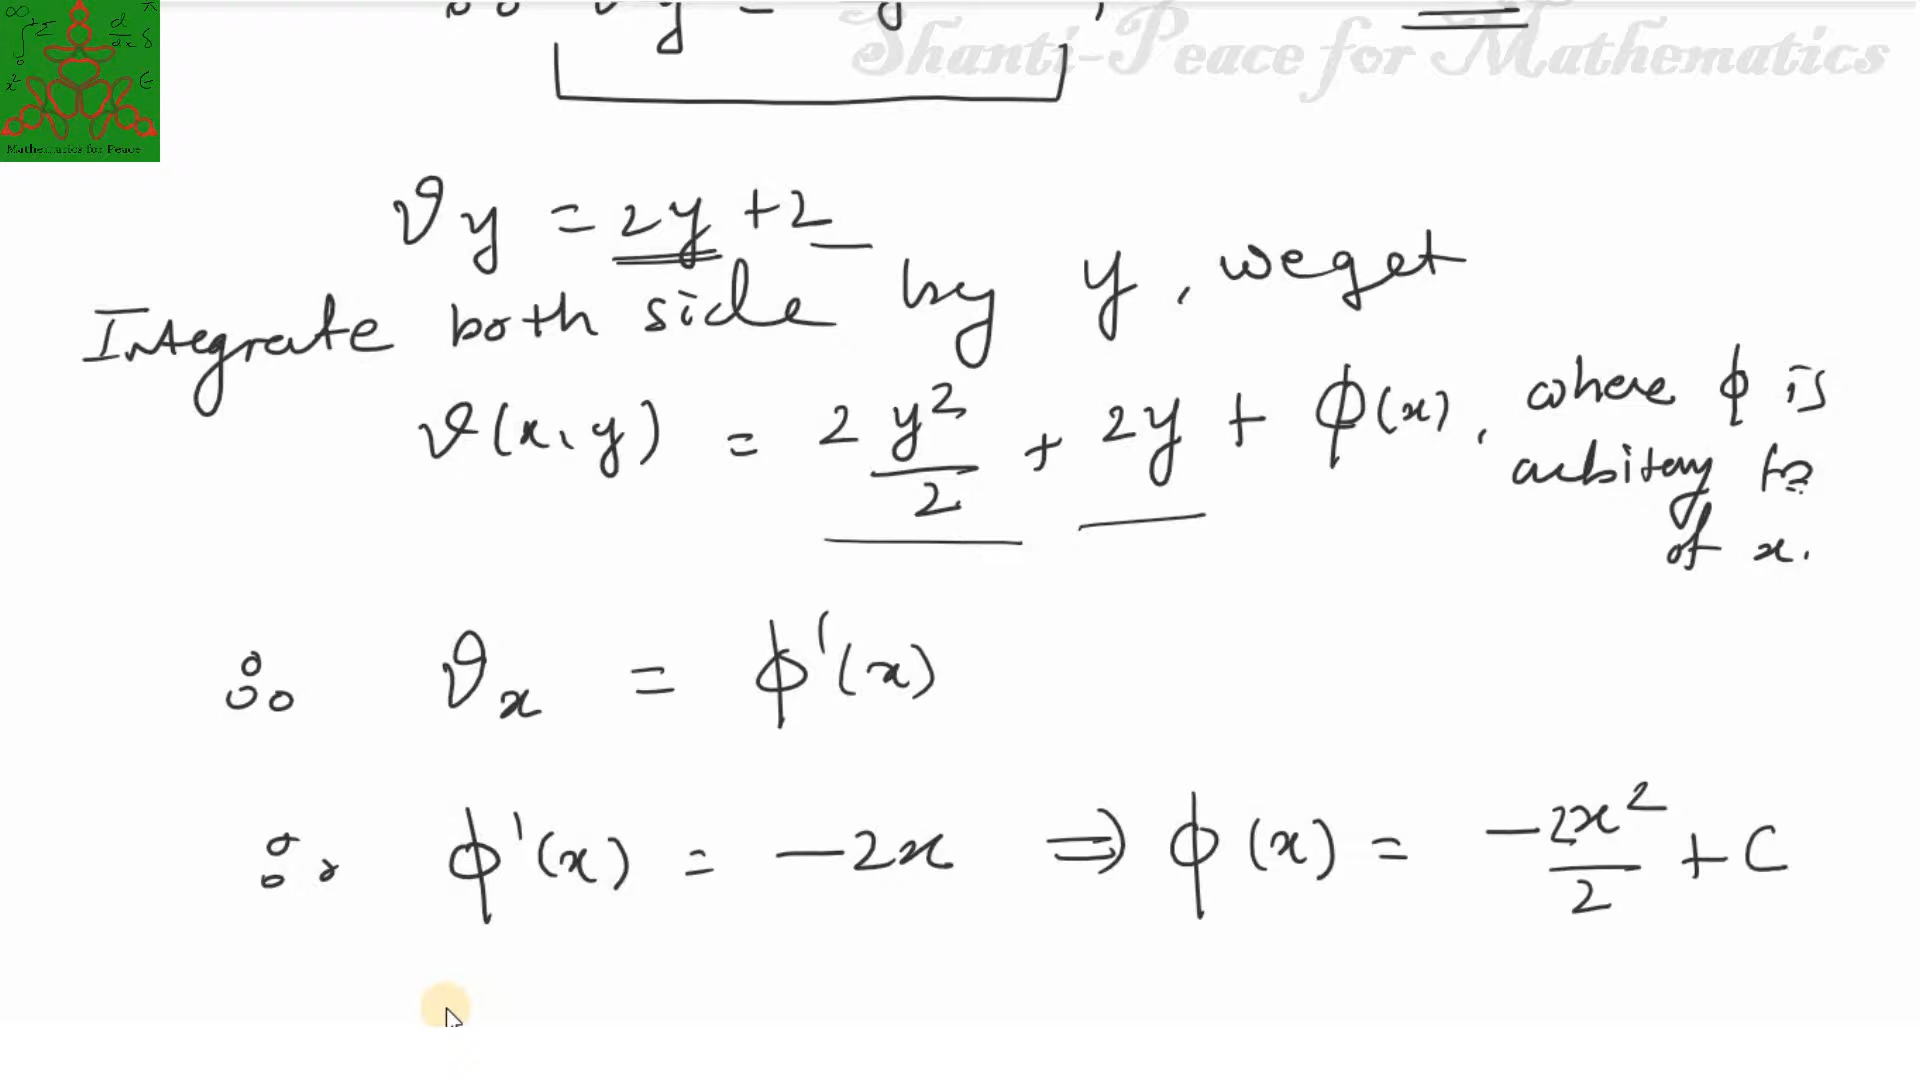 Shanti-Peace for Mathematics
Mathematics for Peace
ϑy = 2y + 2
Integrate both side by y, we get
ϑ(x, y) = 2 y²/2 + 2y + ϕ(x), where ϕ is
arbitary fn
of x.
∴ ϑx = ϕ'(x)
∴ ϕ'(x) = -2x ⇒ ϕ(x) = -2x²/2 + C